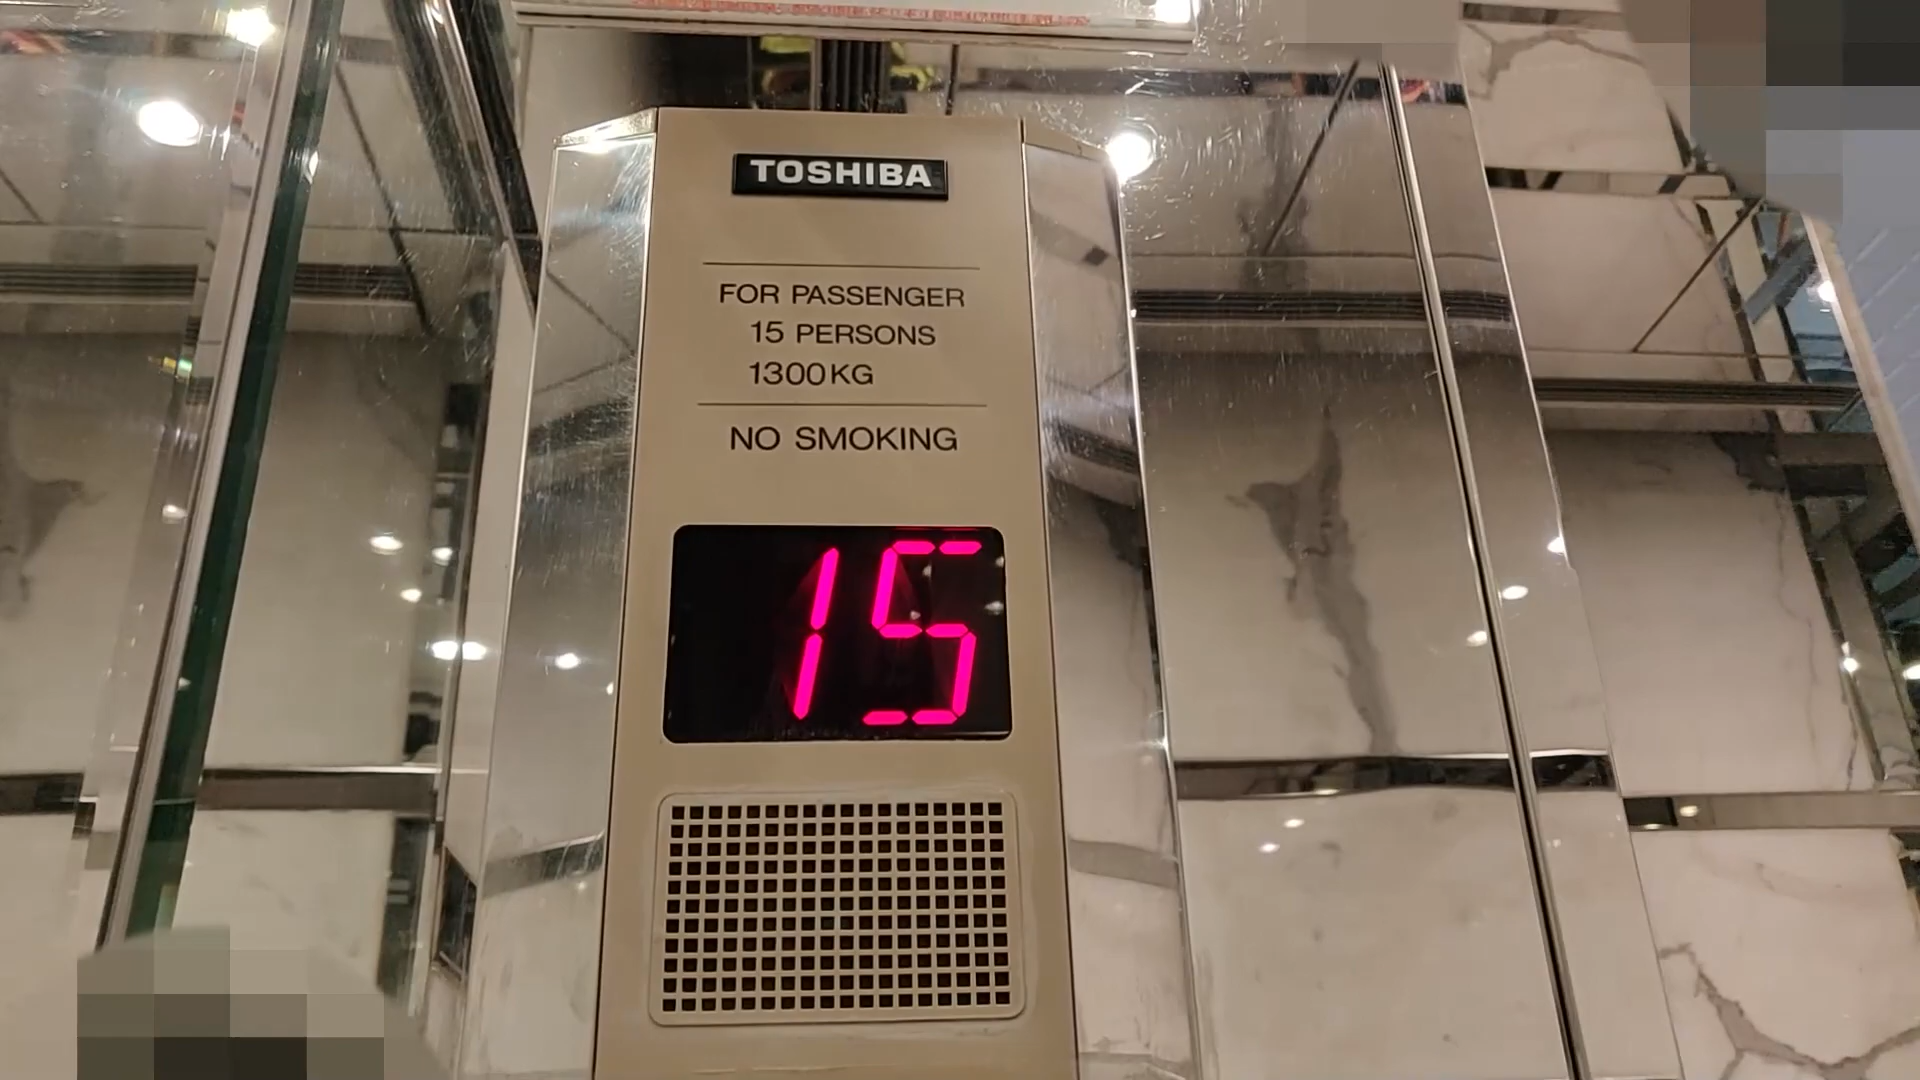 TOSHIBA
FOR PASSENGER
15 PERSONS
1300KG
NO SMOKING
15